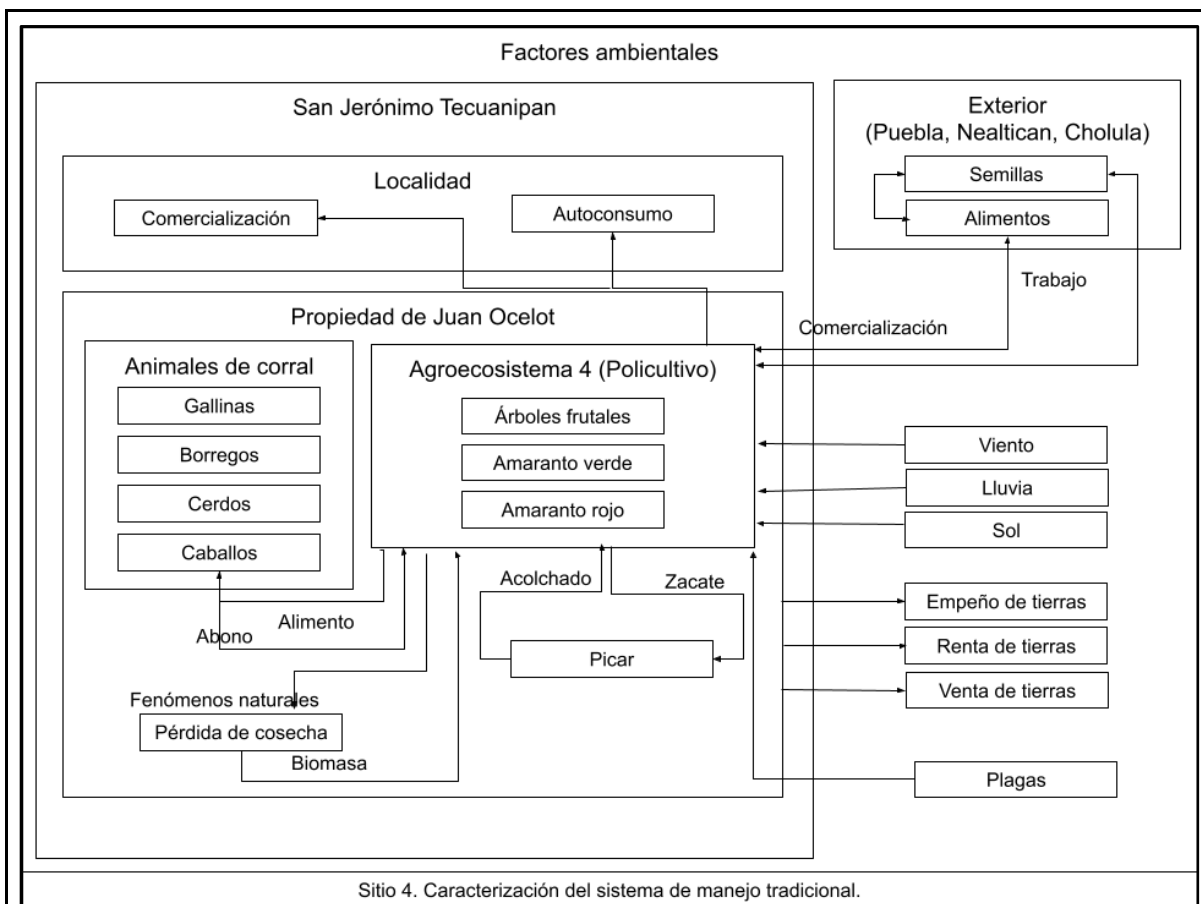 Factores ambientales
San Jerónimo Tecuanipan
Localidad
Comercialización
Autoconsumo
Exterior
(Puebla, Nealtican, Cholula)
Semillas
Alimentos
Trabajo
Comercialización
Propiedad de Juan Ocelot
Animales de corral
Gallinas
Borregos
Cerdos
Caballos
Agroecosistema 4 (Policultivo)
Árboles frutales
Amaranto verde
Amaranto rojo
Viento
Lluvia
Sol
Alimento
Abono
Acolchado
Zacate
Picar
Fenómenos naturales
Pérdida de cosecha
Biomasa
Empeño de tierras
Renta de tierras
Venta de tierras
Plagas
Sitio 4. Caracterización del sistema de manejo tradicional.